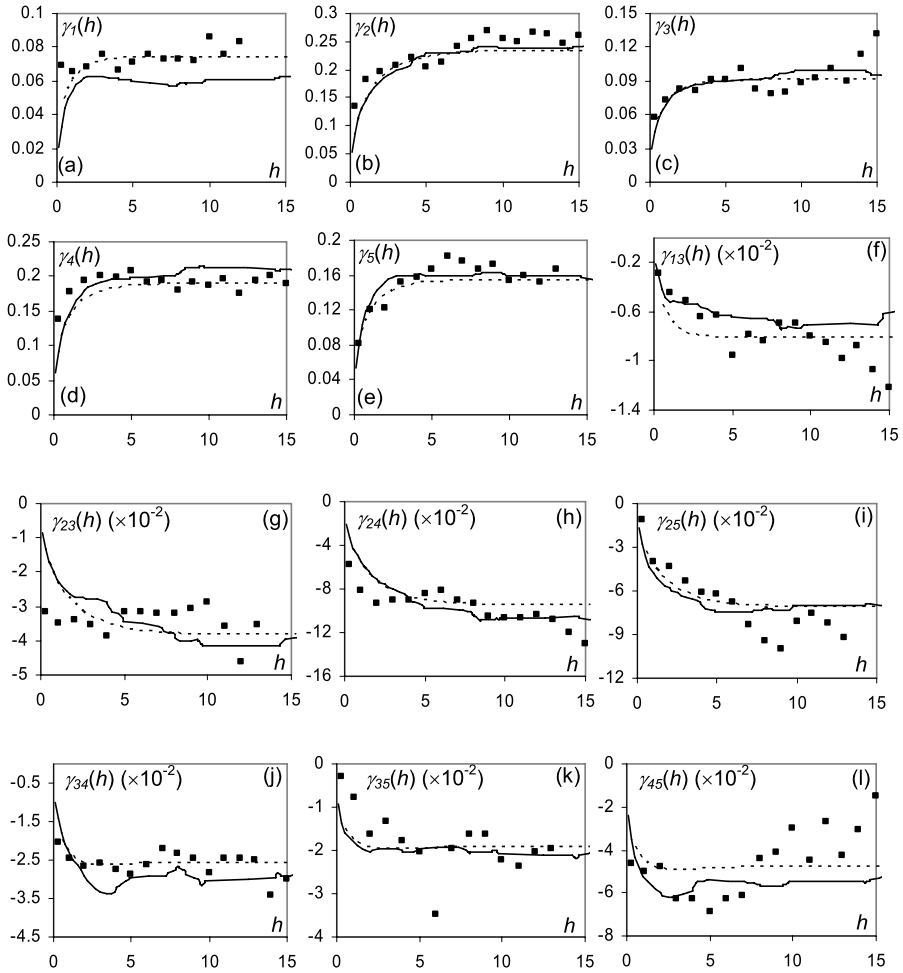 γ1(h)
0.1
0.08
0.06
0.04
0.02
0
(a)
h
0 5 10 15
γ2(h)
0.3
0.25
0.2
0.15
0.1
0.05
0
(b)
h
0 5 10 15
γ3(h)
0.15
0.12
0.09
0.06
0.03
0
(c)
h
0 5 10 15
γ4(h)
0.25
0.2
0.15
0.1
0.05
0
(d)
h
0 5 10 15
γ5(h)
0.2
0.16
0.12
0.08
0.04
0
(e)
h
0 5 10 15
γ13(h) (×10-2)
(f)
-0.2
-0.6
-1
-1.4
h
0 5 10 15
γ23(h) (×10-2)
(g)
0
-1
-2
-3
-4
-5
h
0 5 10 15
γ24(h) (×10-2)
(h)
0
-4
-8
-12
-16
h
0 5 10 15
γ25(h) (×10-2)
(i)
0
-3
-6
-9
-12
h
0 5 10 15
γ34(h) (×10-2)
(j)
-0.5
-1.5
-2.5
-3.5
-4.5
h
0 5 10 15
γ35(h) (×10-2)
(k)
0
-1
-2
-3
-4
h
0 5 10 15
γ45(h) (×10-2)
(l)
-2
-4
-6
-8
h
0 5 10 15